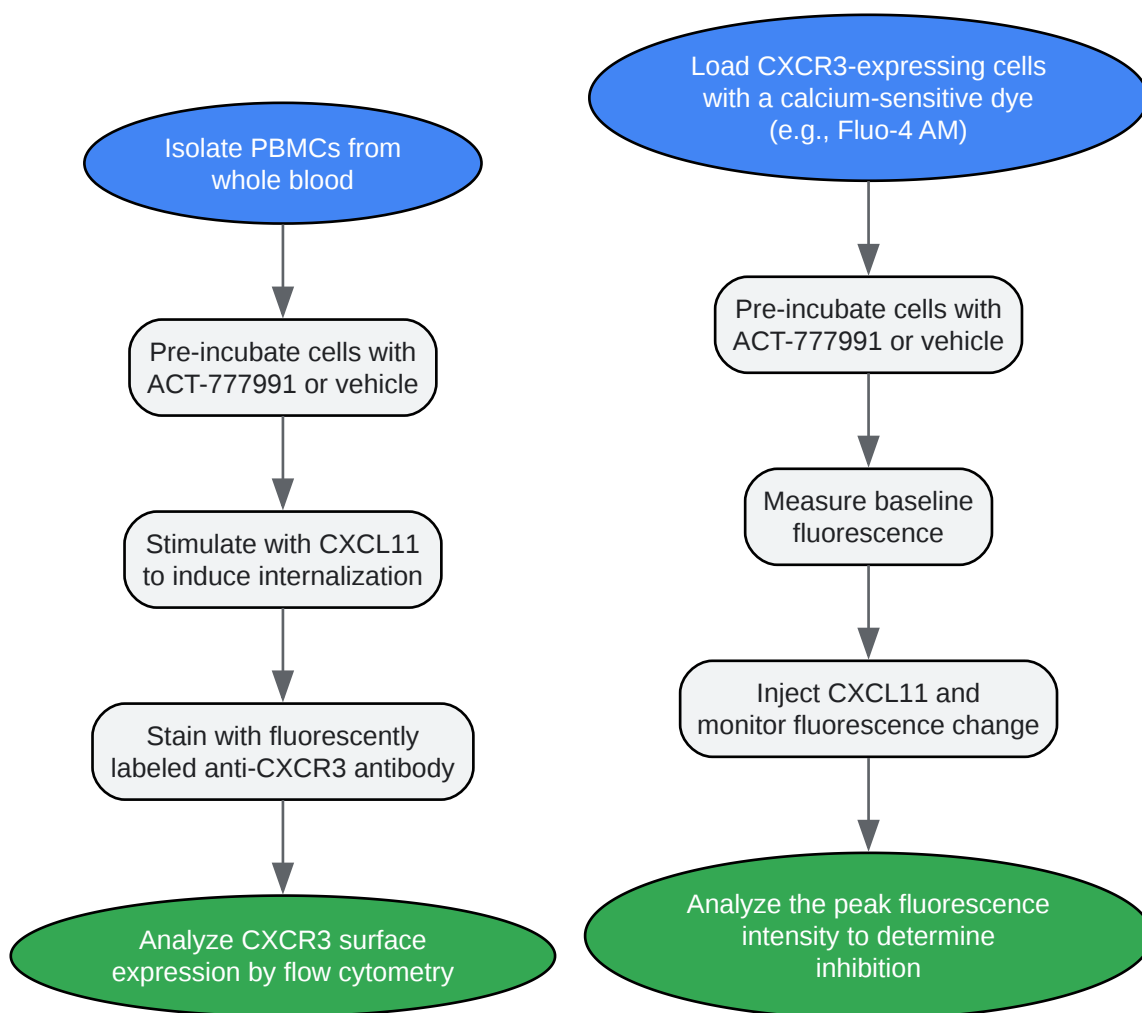 Isolate PBMCs from
whole blood
Pre-incubate cells with
ACT-777991 or vehicle
Stimulate with CXCL11
to induce internalization
Stain with fluorescently
labeled anti-CXCR3 antibody
Analyze CXCR3 surface
expression by flow cytometry
Load CXCR3-expressing cells
with a calcium-sensitive dye
(e.g., Fluo-4 AM)
Pre-incubate cells with
ACT-777991 or vehicle
Measure baseline
fluorescence
Inject CXCL11 and
monitor fluorescence change
Analyze the peak fluorescence
intensity to determine
inhibition